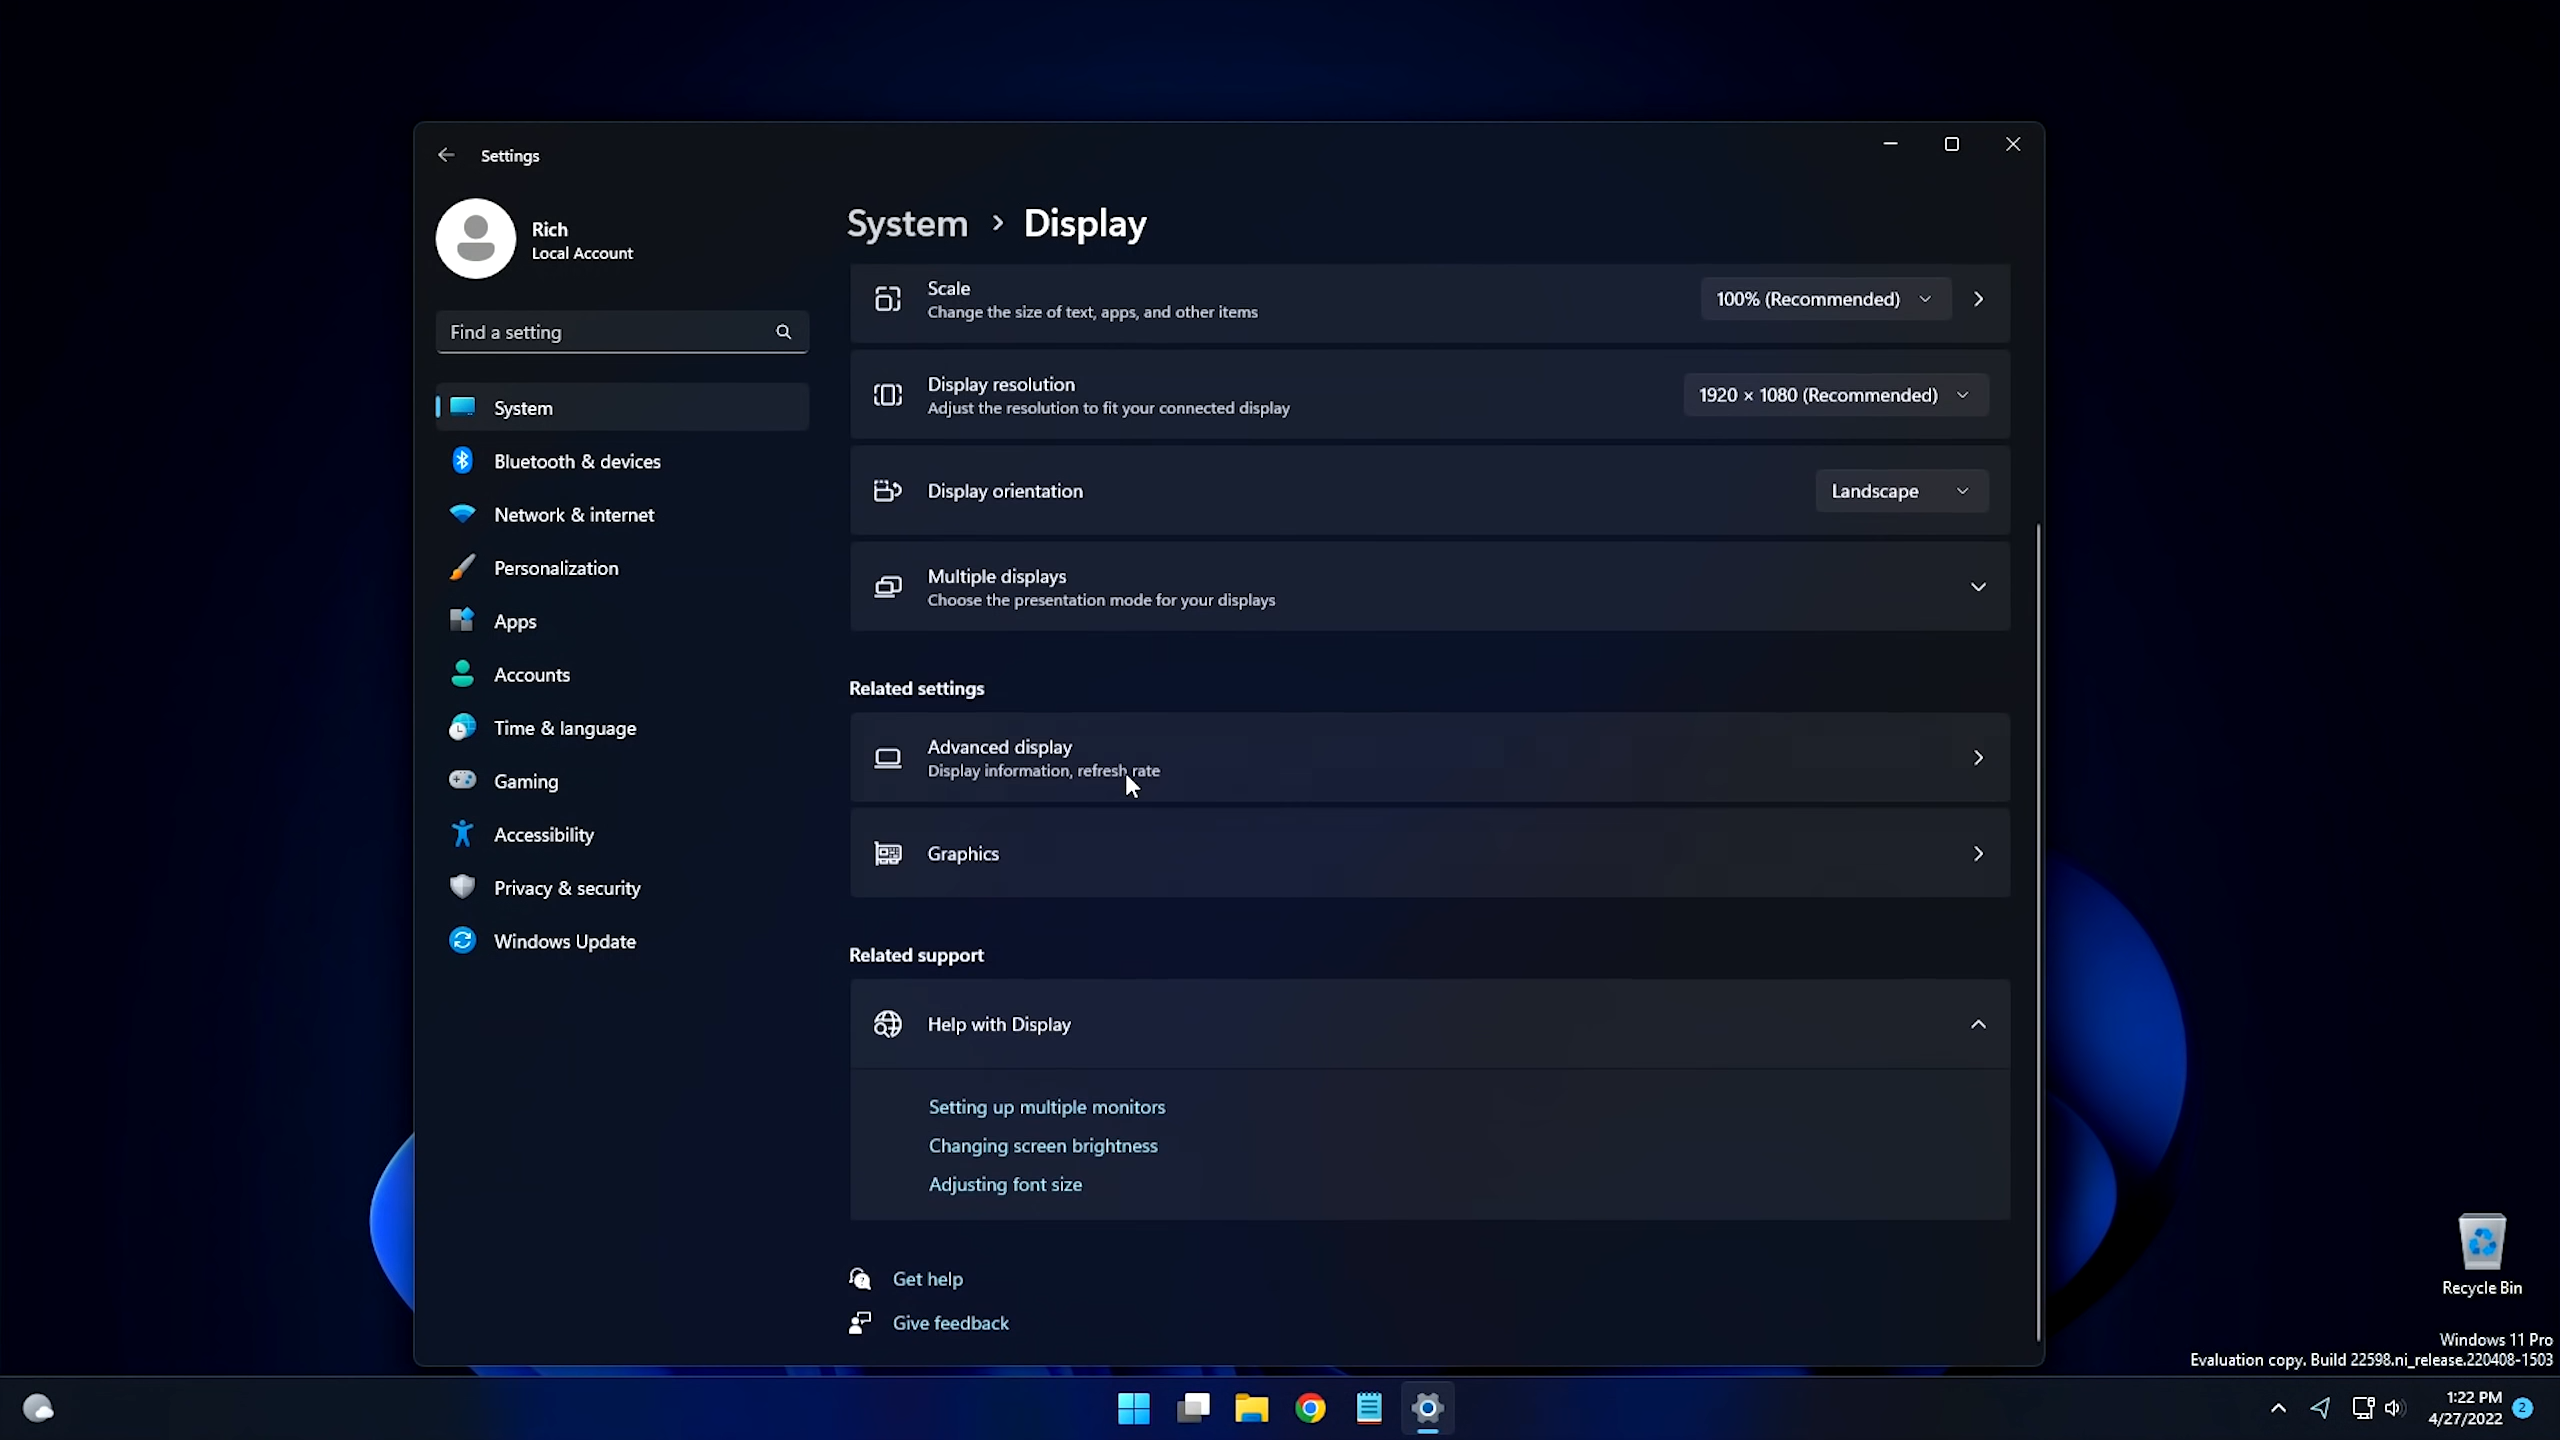 Settings
Rich
Local Account
Find a setting
System
Bluetooth & devices
Network & internet
Personalization
Apps
Accounts
Time & language
Gaming
Accessibility
Privacy & security
Windows Update
System > Display
Scale
Change the size of text, apps, and other items
100% (Recommended)
Display resolution
Adjust the resolution to fit your connected display
1920 × 1080 (Recommended)
Display orientation
Landscape
Multiple displays
Choose the presentation mode for your displays
Related settings
Advanced display
Display information, refresh rate
Graphics
Related support
Help with Display
Setting up multiple monitors
Changing screen brightness
Adjusting font size
Get help
Give feedback
Recycle Bin
Windows 11 Pro
Evaluation copy. Build 22598.ni_release.220408-1503
1:22 PM
4/27/2022
2